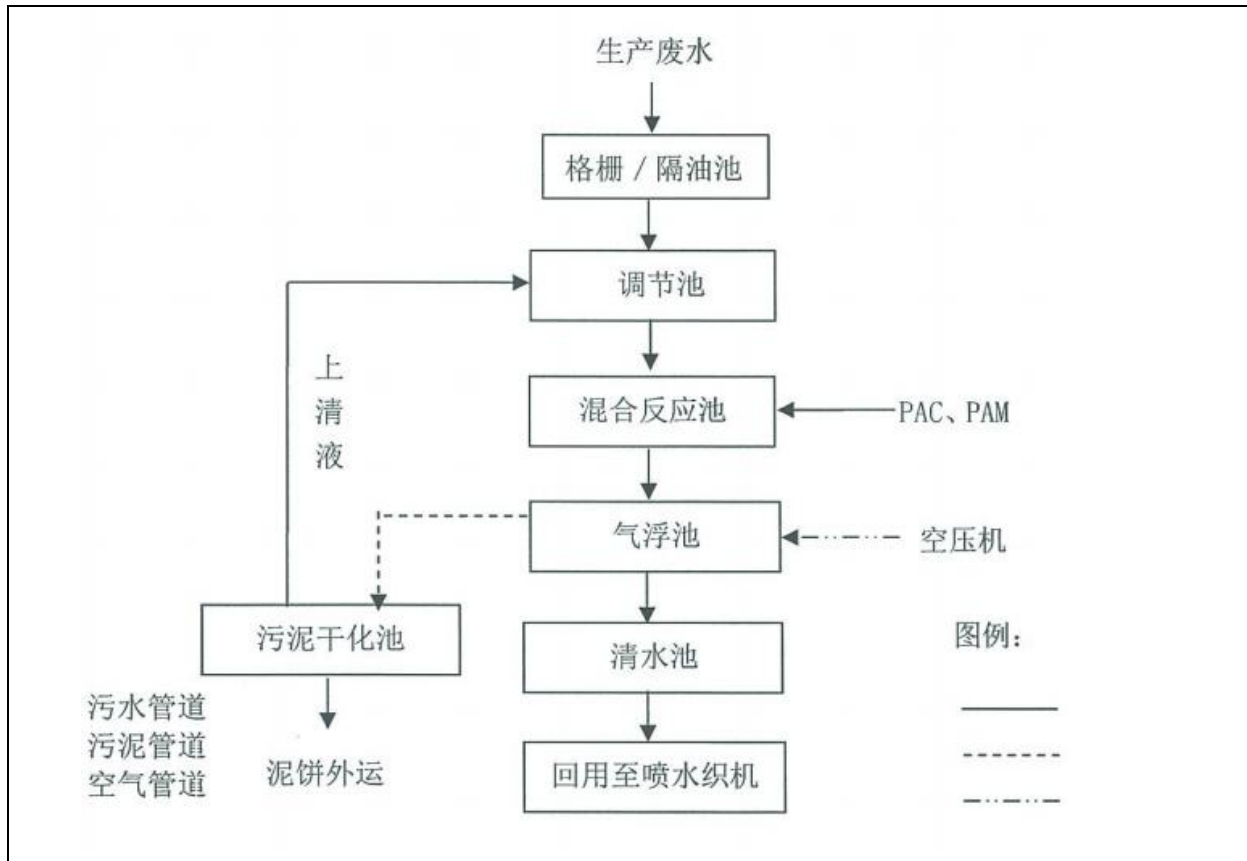 生产废水
格栅/隔油池
调节池
上清液
混合反应池
PAC、PAM
气浮池
空压机
污泥干化池
清水池
图例：
污水管道
污泥管道
空气管道
泥饼外运
回用至喷水织机